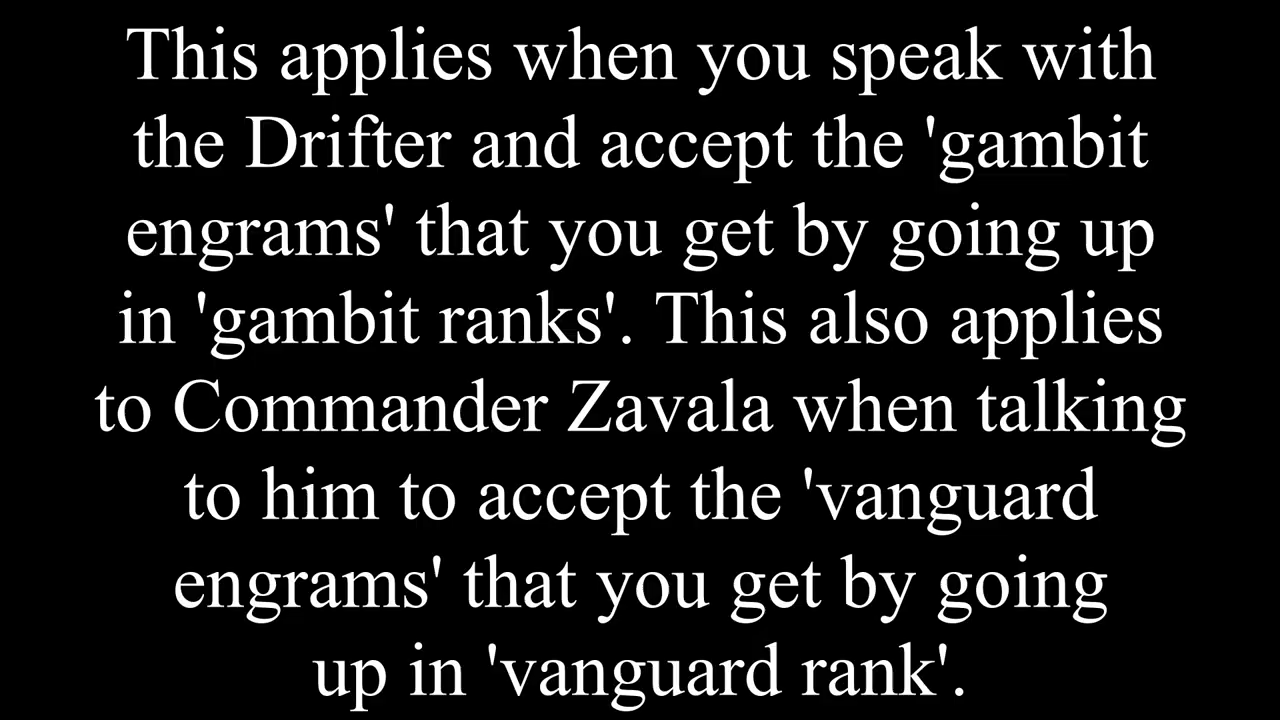 This applies when you speak with
the Drifter and accept the 'gambit
engrams' that you get by going up
in 'gambit ranks'. This also applies
to Commander Zavala when talking
to him to accept the 'vanguard
engrams' that you get by going
up in 'vanguard rank'.